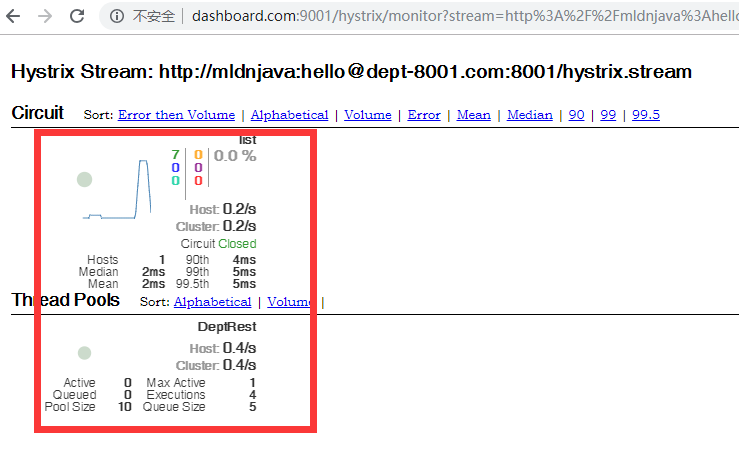 不安全 | dashboard.com:9001/hystrix/monitor?stream=http%3A%2F%2Fmldnjava%3Ahello
Hystrix Stream: http://mldnjava:hello@dept-8001.com:8001/hystrix.stream
Circuit Sort: Error then Volume | Alphabetical | Volume | Error | Mean | Median | 90 | 99 | 99.5
list
7 0 0.0 %
0 0
0 0
Host: 0.2/s
Cluster: 0.2/s
Circuit Closed
Hosts 1 90th 4ms
Median 2ms 99th 5ms
Mean 2ms 99.5th 5ms
Thread Pools Sort: Alphabetical | Volume |
DeptRest
Host: 0.4/s
Cluster: 0.4/s
Active 0 Max Active 1
Queued 0 Executions 4
Pool Size 10 Queue Size 5